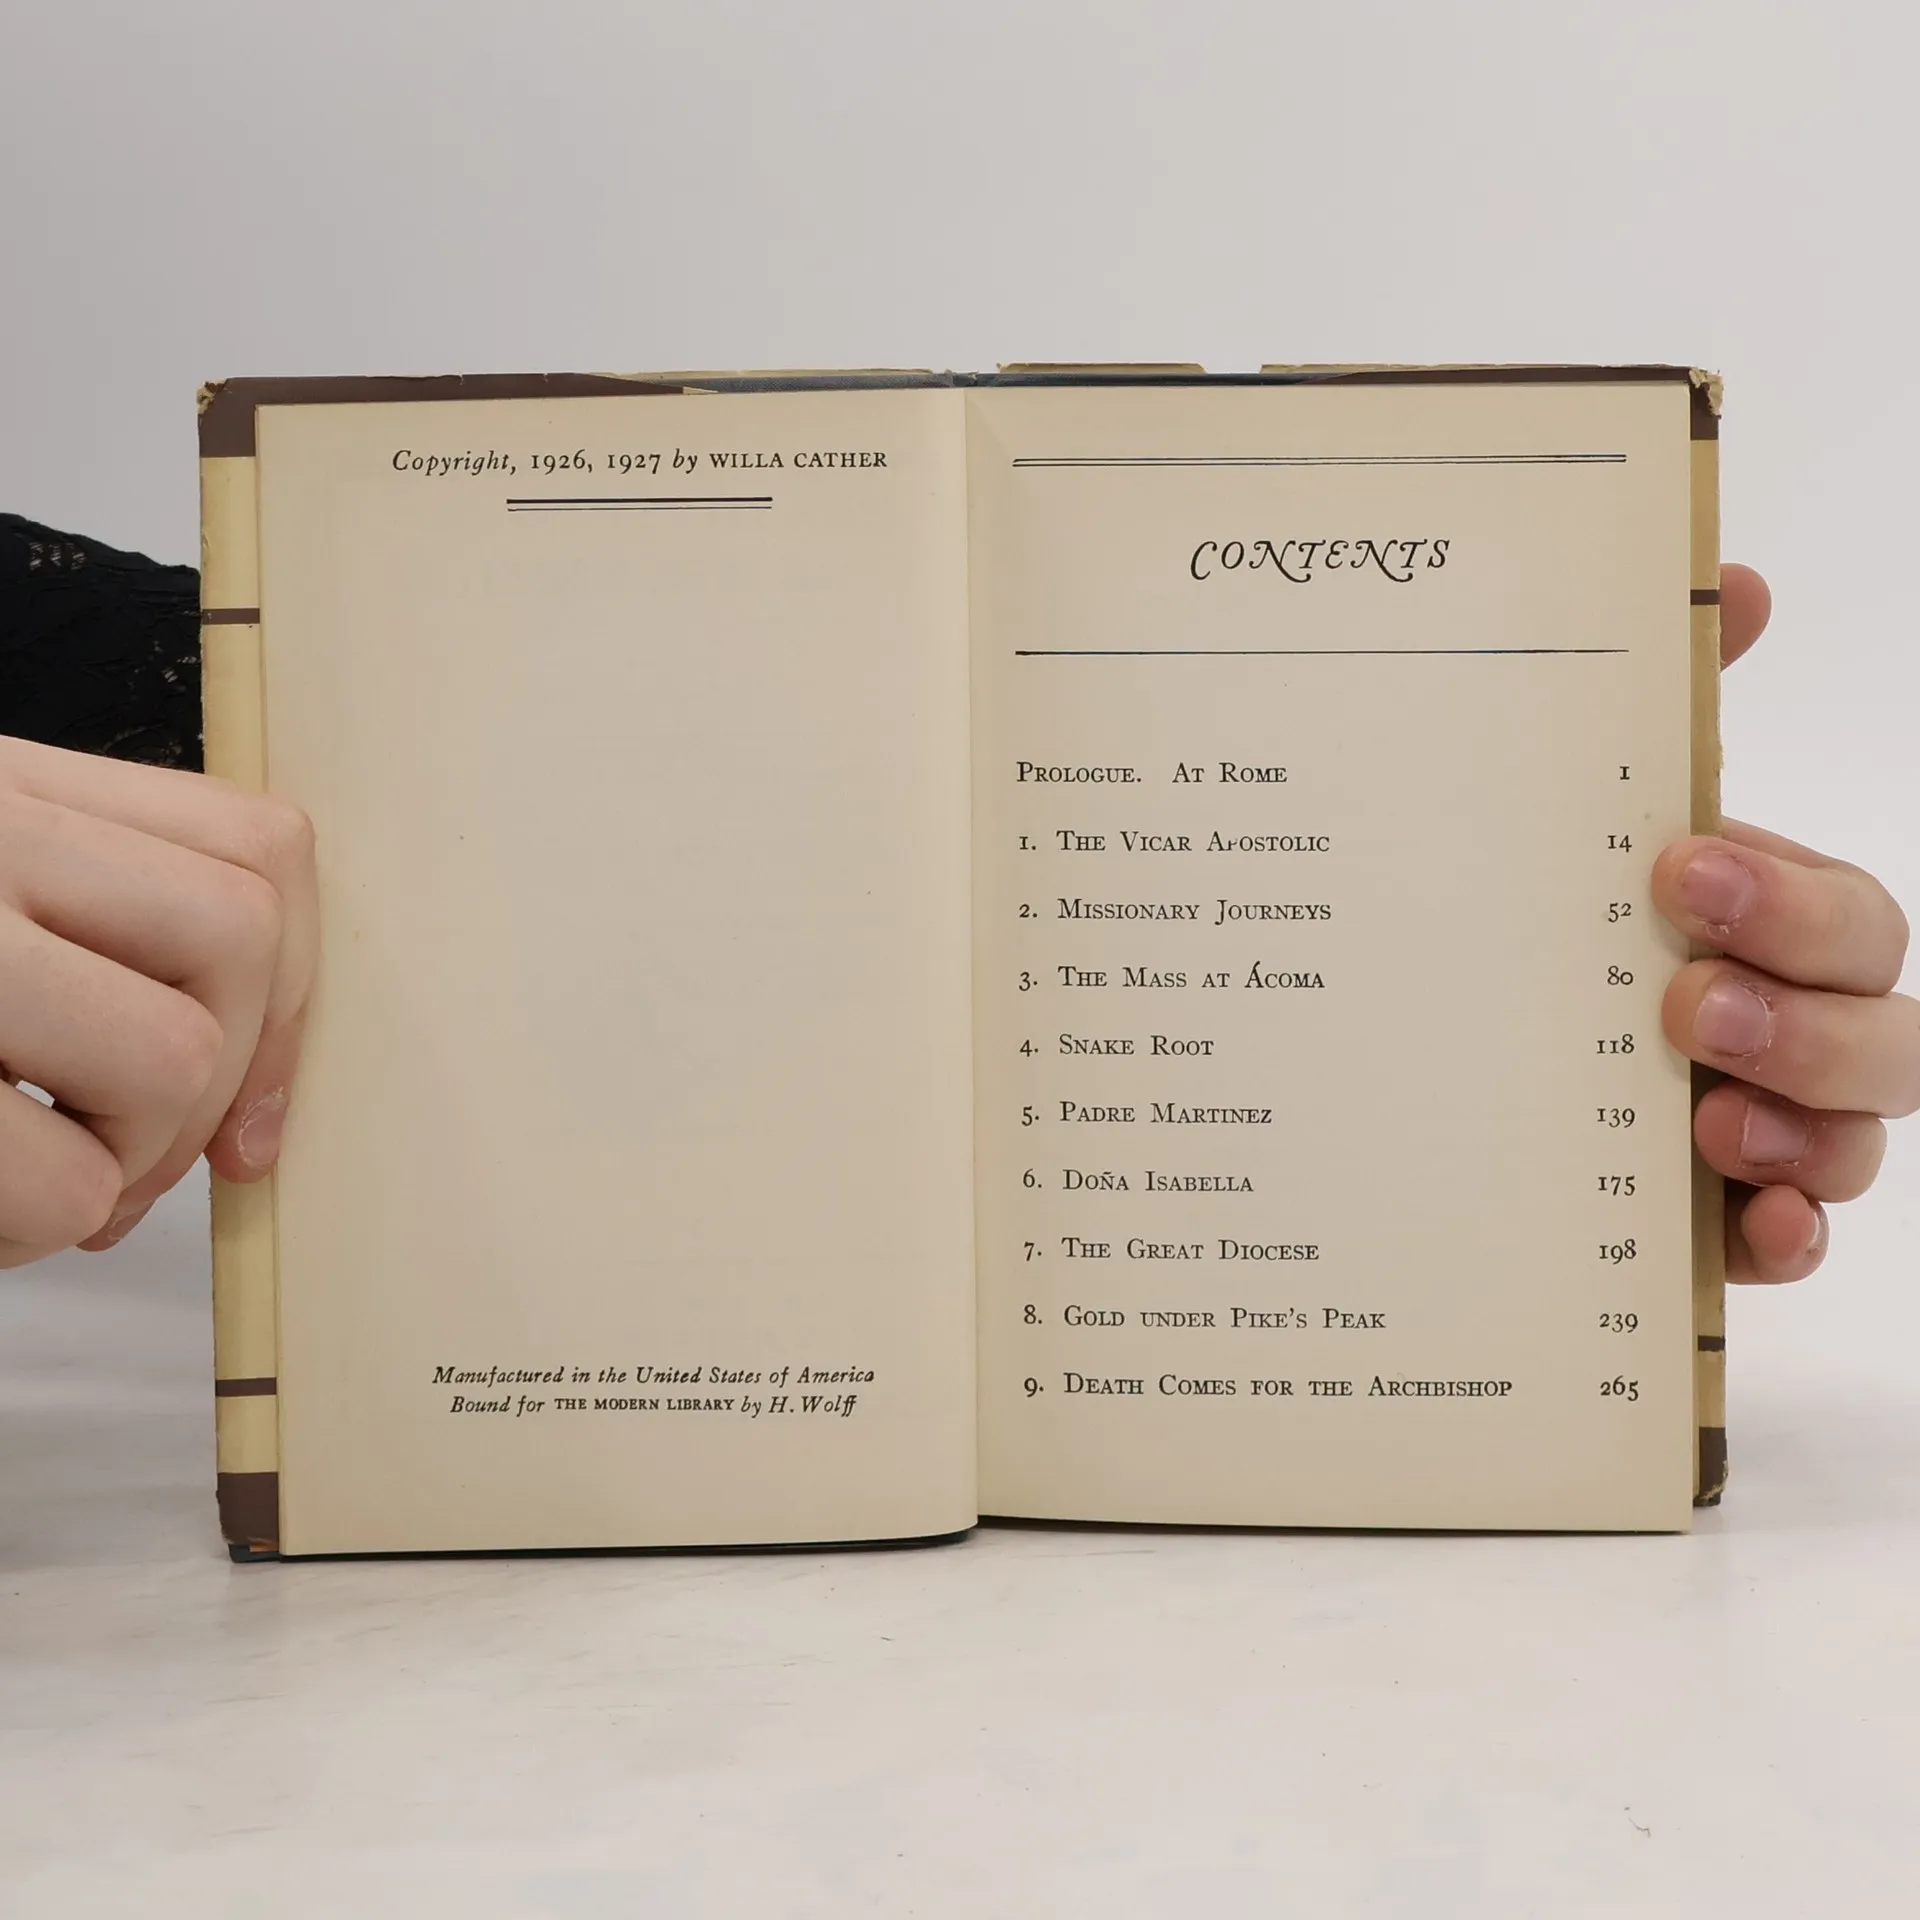 Copyright, 1926, 1927 by WILLA CATHER
Manufactured in the United States of America
Bound for THE MODERN LIBRARY by H. Wolff
CONTENTS
PROLOGUE. AT ROME 1
1. THE VICAR APOSTOLIC 14
2. MISSIONARY JOURNEYS 52
3. THE MASS AT ÁCOMA 80
4. SNAKE ROOT 118
5. PADRE MARTINEZ 139
6. DOÑA ISABELLA 175
7. THE GREAT DIOCESE 198
8. GOLD UNDER PIKE'S PEAK 239
9. DEATH COMES FOR THE ARCHBISHOP 265